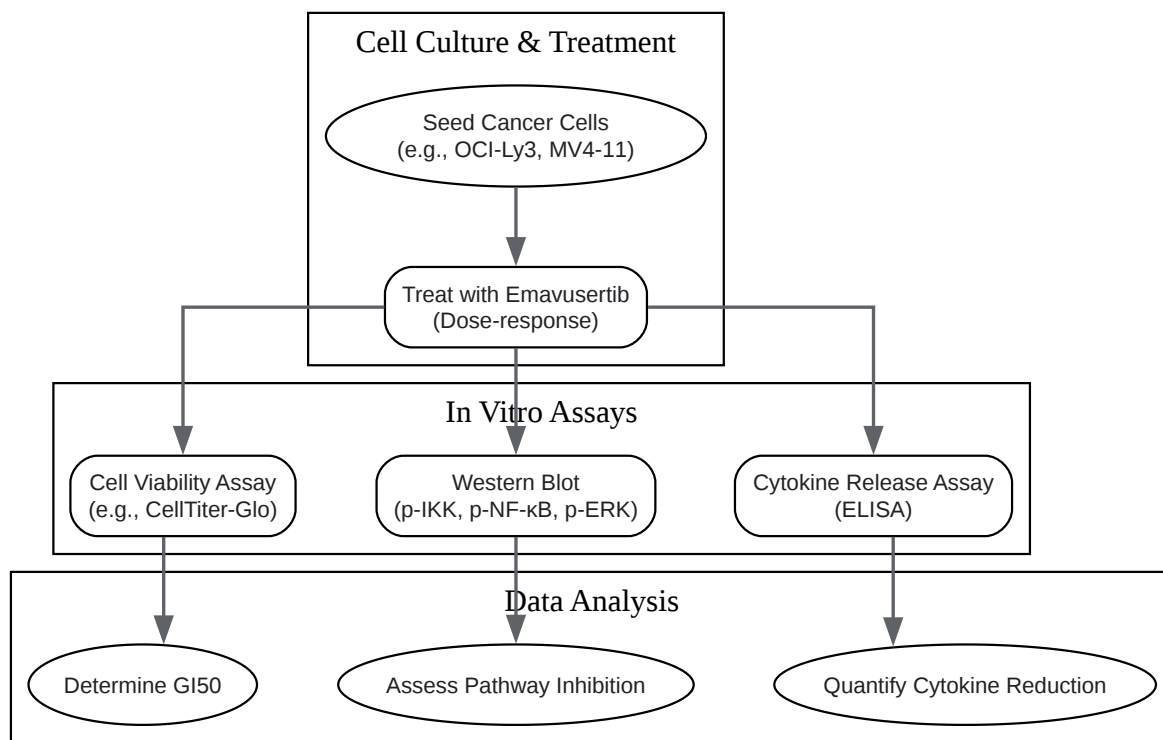 Cell Culture & Treatment
Seed Cancer Cells
(e.g., OCI-Ly3, MV4-11)
Treat with Emavusertib
(Dose-response)
In Vitro Assays
Cell Viability Assay
(e.g., CellTiter-Glo)
Western Blot
(p-IKK, p-NF-κB, p-ERK)
Cytokine Release Assay
(ELISA)
Data Analysis
Determine GI50
Assess Pathway Inhibition
Quantify Cytokine Reduction